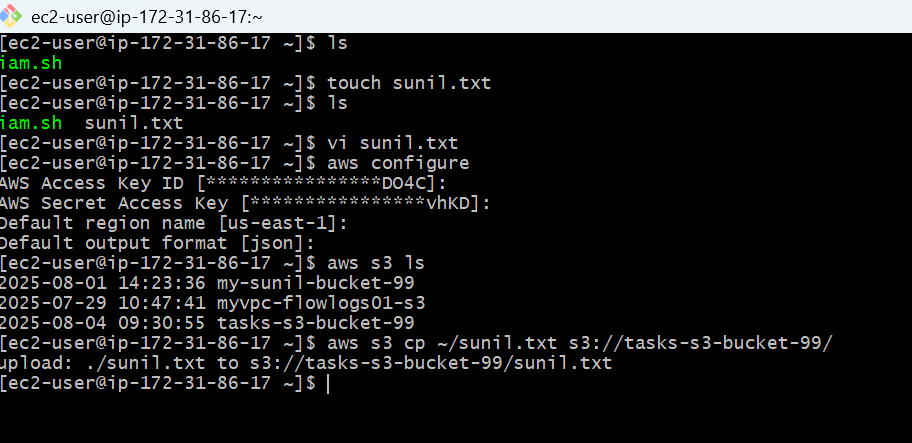 ec2-user@ip-172-31-86-17:~
[ec2-user@ip-172-31-86-17 ~]$ ls
iam.sh
[ec2-user@ip-172-31-86-17 ~]$ touch sunil.txt
[ec2-user@ip-172-31-86-17 ~]$ ls
iam.sh  sunil.txt
[ec2-user@ip-172-31-86-17 ~]$ vi sunil.txt
[ec2-user@ip-172-31-86-17 ~]$ aws configure
AWS Access Key ID [****************DO4C]:
AWS Secret Access Key [****************vhKD]:
Default region name [us-east-1]:
Default output format [json]:
[ec2-user@ip-172-31-86-17 ~]$ aws s3 ls
2025-08-01 14:23:36 my-sunil-bucket-99
2025-07-29 10:47:41 myvpc-flowlogs01-s3
2025-08-04 09:30:55 tasks-s3-bucket-99
[ec2-user@ip-172-31-86-17 ~]$ aws s3 cp ~/sunil.txt s3://tasks-s3-bucket-99/
upload: ./sunil.txt to s3://tasks-s3-bucket-99/sunil.txt
[ec2-user@ip-172-31-86-17 ~]$